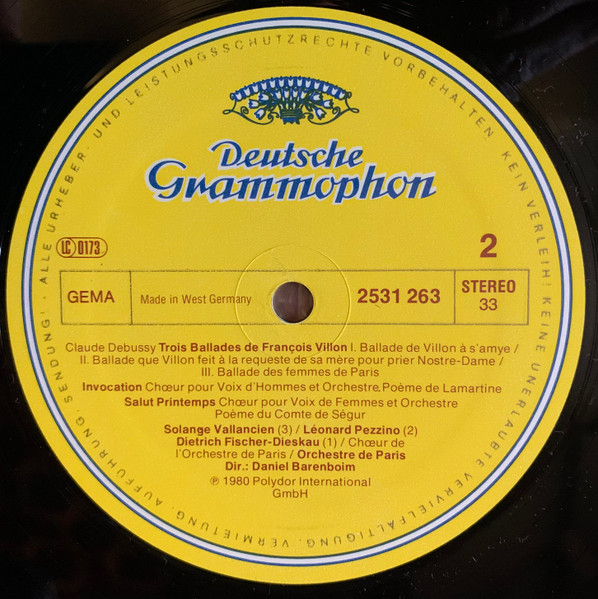 ALLE URHEBER- UND LEISTUNGSSCHUTZRECHTE VORBEHALTEN. KEIN VERLEIH! KEINE UNERLAUBTE VERVIELFÄLTIGUNG, VERMIETUNG, AUFFÜHRUNG, SENDUNG!
Deutsche
Grammophon
LC 0173
2
GEMA
Made in West Germany
2531 263
STEREO
33
Claude Debussy Trois Ballades de François Villon I. Ballade de Villon à s'amye /
II. Ballade que Villon feit à la requeste de sa mère pour prier Nostre-Dame /
III. Ballade des femmes de Paris
Invocation Chœur pour Voix d'Hommes et Orchestre, Poème de Lamartine
Salut Printemps Chœur pour Voix de Femmes et Orchestre
Poème du Comte de Ségur
Solange Vallancien (3) / Léonard Pezzino (2)
Dietrich Fischer-Dieskau (1) / Chœur de
l'Orchestre de Paris / Orchestre de Paris
Dir.: Daniel Barenboim
℗ 1980 Polydor International
GmbH